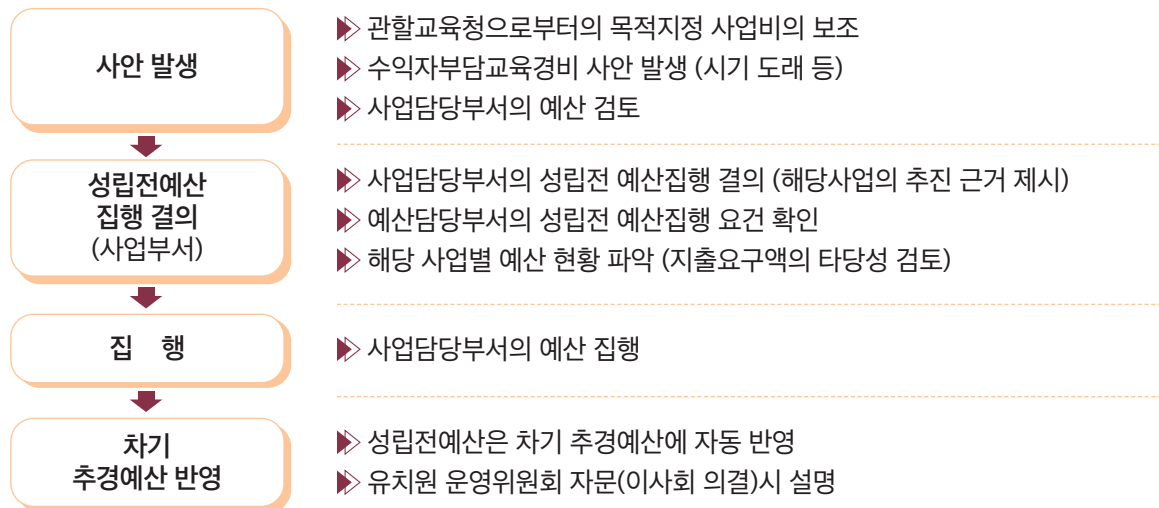 사안 발생
관할교육청으로부터의 목적지정 사업비의 보조
수익자부담교육경비 사안 발생 (시기 도래 등)
사업담당부서의 예산 검토
성립전예산
집행 결의
(사업부서)
사업담당부서의 성립전 예산집행 결의 (해당사업의 추진 근거 제시)
예산담당부서의 성립전 예산집행 요건 확인
해당 사업별 예산 현황 파악 (지출요구액의 타당성 검토)
집 행
사업담당부서의 예산 집행
차기
추경예산 반영
성립전예산은 차기 추경예산에 자동 반영
유치원 운영위원회 자문(이사회 의결)시 설명